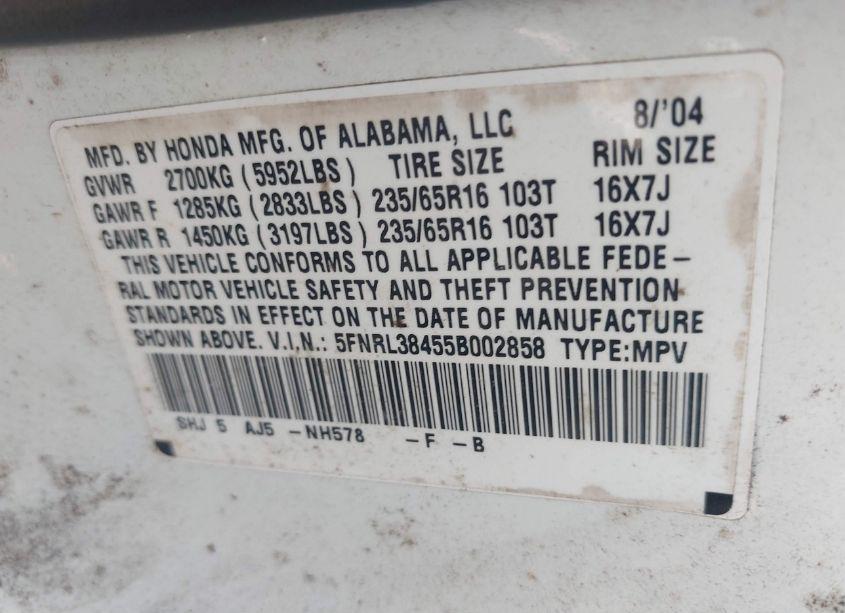 MFD. BY HONDA MFG. OF ALABAMA, LLC 8/'04
GVWR 2700KG (5952LBS) TIRE SIZE RIM SIZE
GAWR F 1285KG (2833LBS) 235/65R16 103T 16X7J
GAWR R 1450KG (3197LBS) 235/65R16 103T 16X7J
THIS VEHICLE CONFORMS TO ALL APPLICABLE FEDE-
RAL MOTOR VEHICLE SAFETY AND THEFT PREVENTION
STANDARDS IN EFFECT ON THE DATE OF MANUFACTURE
SHOWN ABOVE. V.I.N.: 5FNRL38455B002858 TYPE:MPV
SHJ 5 AJ5 -NH578 -F -B